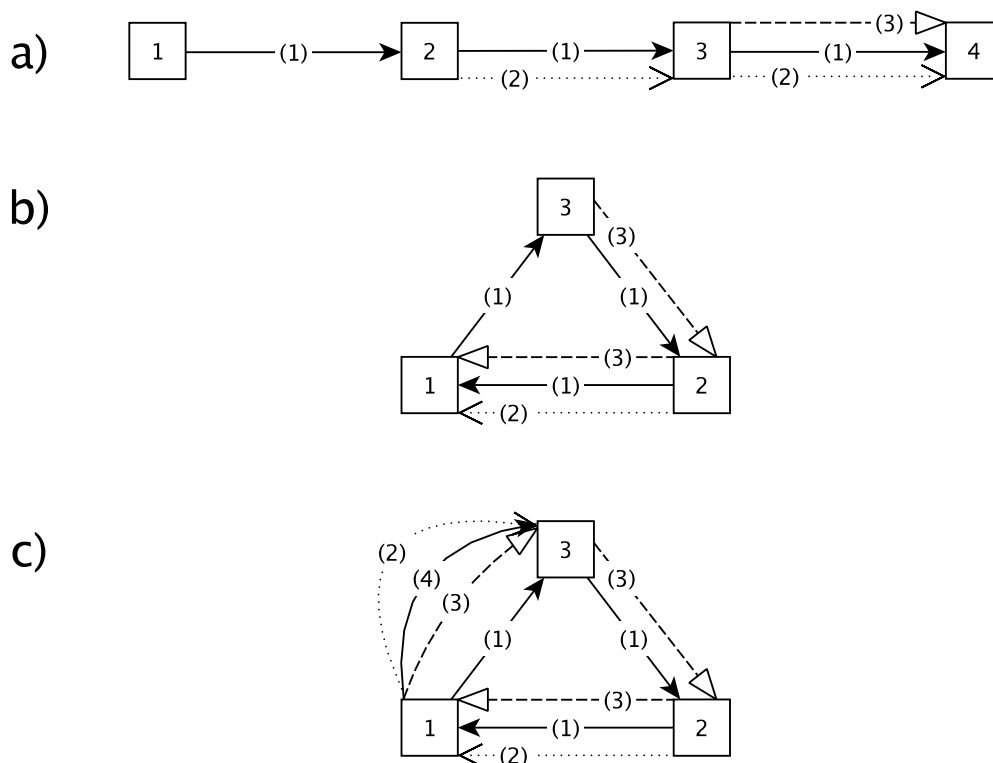 (3)
a) 1 (1) 2 (1) 3 (1) 4
(2) (2)
b)
3
(3)
(1) (1)
(3)
1 (1) 2
(2)
c)
3
(2)
(4) (3)
(3)
(1) (1)
(3)
1 (1) 2
(2)